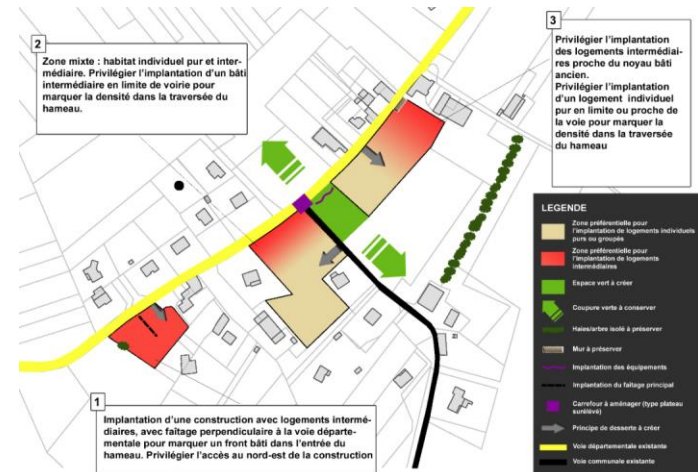 2
Zone mixte : habitat individuel pur et inter-
médiaire. Privilégier l'implantation d'un bâti
intermédiaire en limite de voirie pour
marquer la densité dans la traversée du
hameau.
3
Privilégier l'implantation
des logements intermédiai-
res proche du noyau bâti
ancien.
Privilégier l'implantation
d'un logement individuel
pur en limite ou proche de
la voie pour marquer la
densité dans la traversée
du hameau
1
Implantation d'une construction avec logements intermé-
diaires, avec faîtage perpendiculaire à la voie départe-
mentale pour marquer un front bâti dans l'entrée du
hameau. Privilégier l'accès au nord-est de la construction
LEGENDE
Zone préférentielle pour
l'implantation de logements individuels
purs ou groupés
Zone préférentielle pour
l'implantation de logements
intermédiaires
Espace vert à créer
Coupure verte à conserver
Haies/arbre isolé à préserver
Mur à préserver
Implantation des équipements
Implantation du faîtage principal
Carrefour à aménager (type plateau
surélévé)
Principe de desserte à créer
Voie départementale existante
Voie communale existante